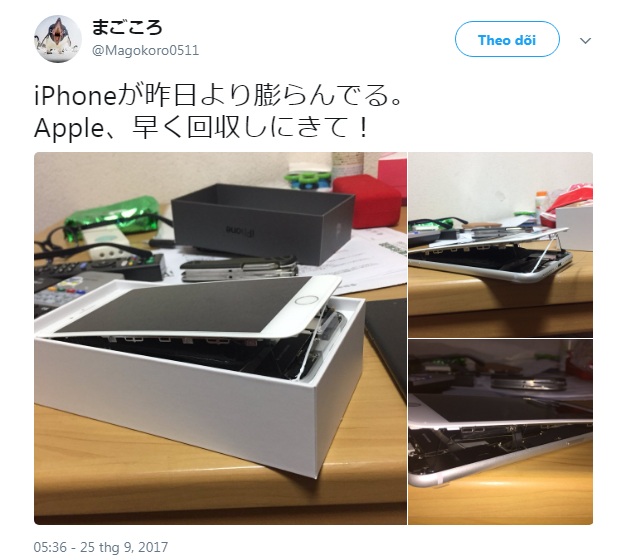 まごころ
@Magokoro0511
Theo dõi
iPhoneが昨日より膨らんでる。
Apple、早く回収しにきて！
iPhone
05:36 - 25 thg 9, 2017